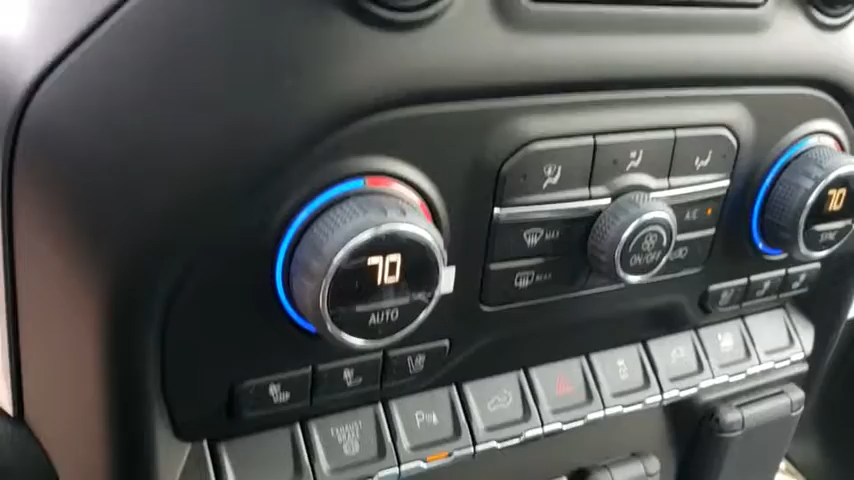 MAX
A/C
70
ON/OFF
SYNC
70
MAX
AUTO
EXHAUST
BRAKE
P